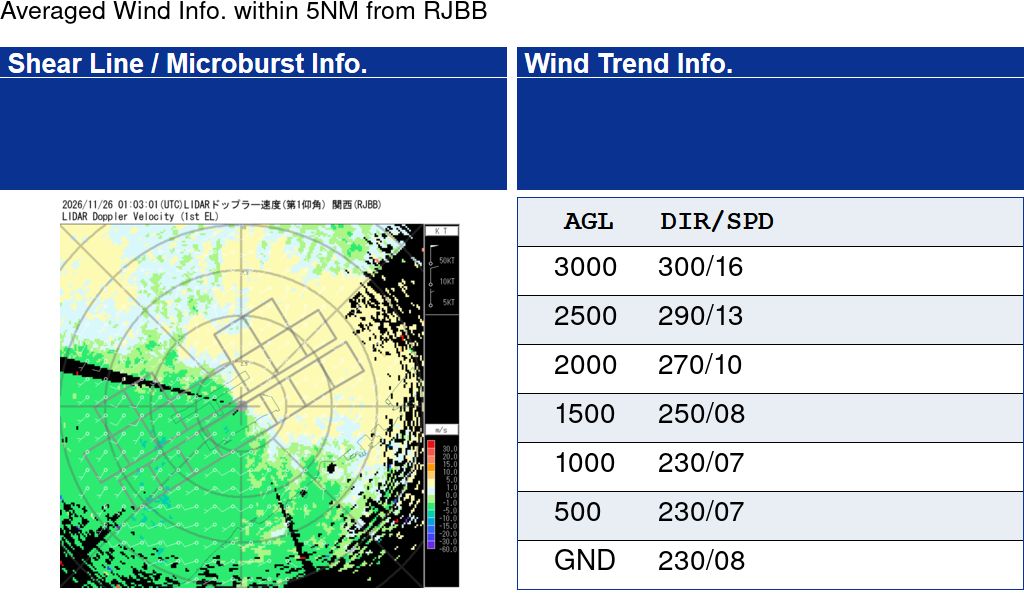 Averaged Wind Info. within 5NM from RJBB
Shear Line / Microburst Info.
Wind Trend Info.
2026/11/26 01:03:01(UTC)LIDARドップラー速度(第1仰角) 関西(RJBB)
LIDAR Doppler Velocity (1st EL)
K T
50KT
10KT
5KT
m/s
30.0
20.0
15.0
10.0
5.0
1.0
0.0
-1.0
-5.0
-10.0
-15.0
-20.0
-30.0
-60.0
AGL DIR/SPD
3000 300/16
2500 290/13
2000 270/10
1500 250/08
1000 230/07
500 230/07
GND 230/08